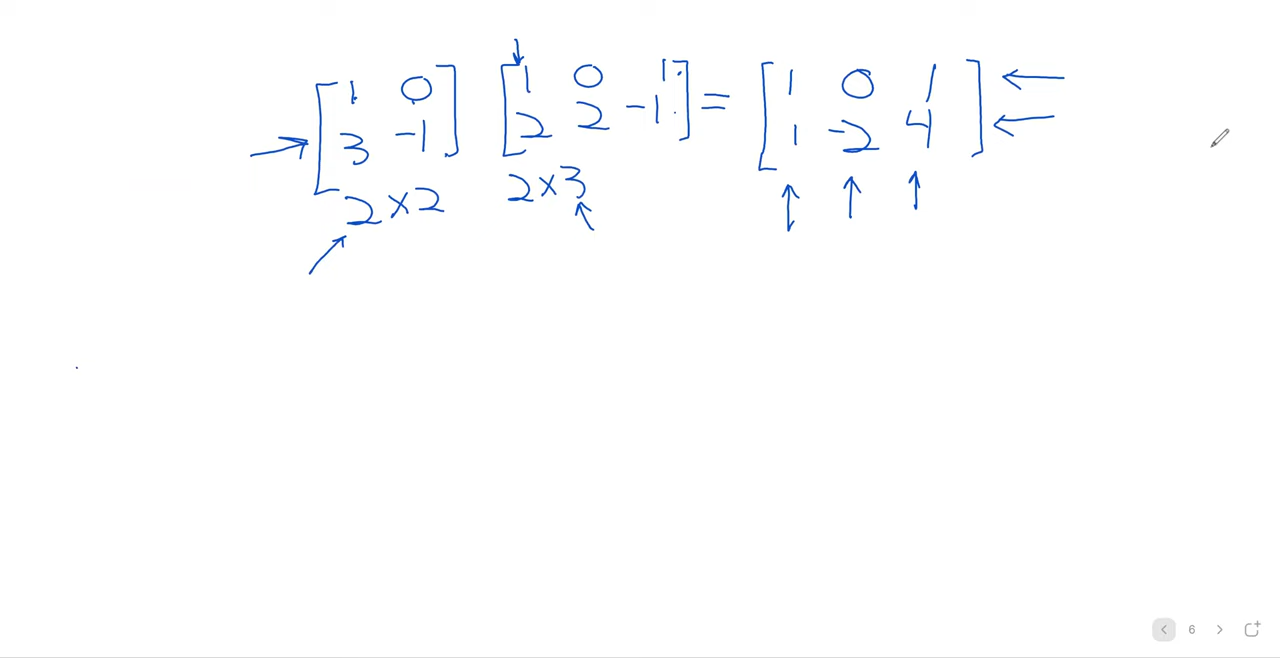 [1 0] [1 0 1] = [1 0 1]
[3 -1] [2 2 -1] [1 -2 4]
2×2 2×3
6